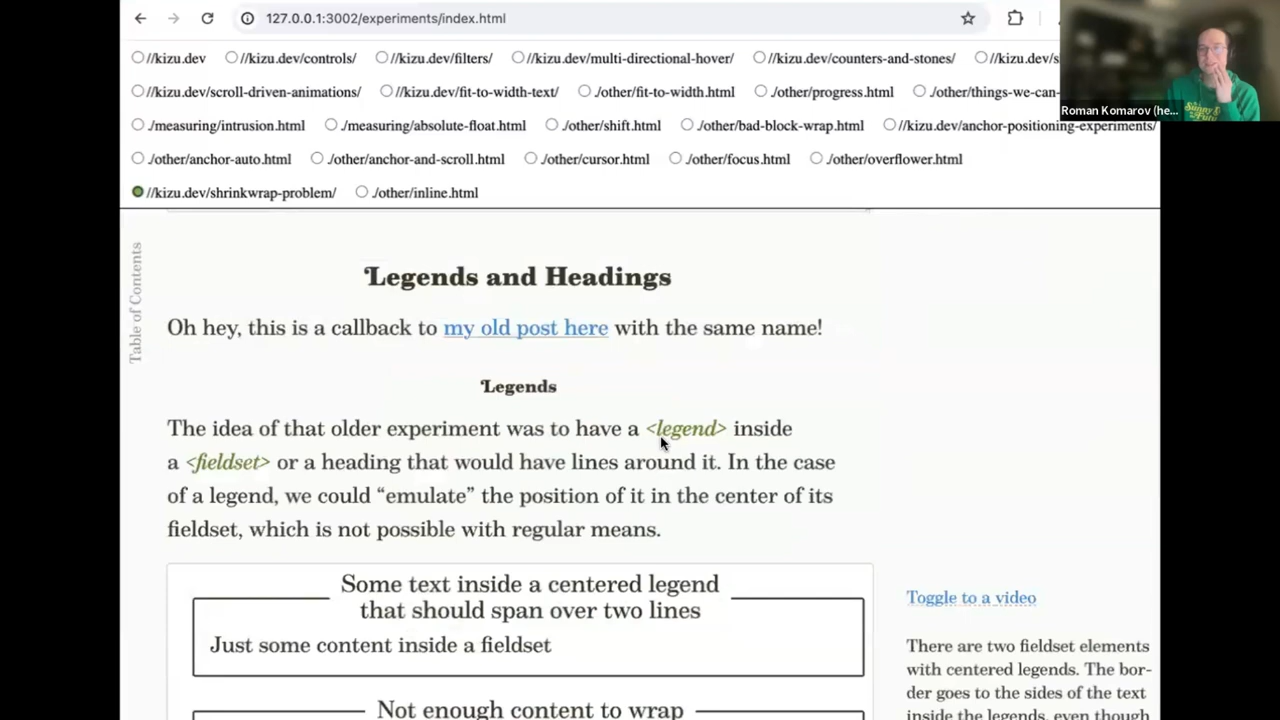 127.0.0.1:3002/experiments/index.html
//kizu.dev //kizu.dev/controls/ //kizu.dev/filters/ //kizu.dev/multi-directional-hover/ //kizu.dev/counters-and-stones/ //kizu.dev/s
//kizu.dev/scroll-driven-animations/ //kizu.dev/fit-to-width-text/ ./other/fit-to-width.html ./other/progress.html ./other/things-we-can-
./measuring/intrusion.html ./measuring/absolute-float.html ./other/shift.html ./other/bad-block-wrap.html //kizu.dev/anchor-positioning-experiments/
./other/anchor-auto.html ./other/anchor-and-scroll.html ./other/cursor.html ./other/focus.html ./other/overflower.html
//kizu.dev/shrinkwrap-problem/ ./other/inline.html
Sunny &
Roman Komarov (he...
Table of Contents
Legends and Headings
Oh hey, this is a callback to my old post here with the same name!
Legends
The idea of that older experiment was to have a <legend> inside
a <fieldset> or a heading that would have lines around it. In the case
of a legend, we could “emulate” the position of it in the center of its
fieldset, which is not possible with regular means.
Some text inside a centered legend
that should span over two lines
Just some content inside a fieldset
Not enough content to wrap
Toggle to a video
There are two fieldset elements
with centered legends. The bor-
der goes to the sides of the text
inside the legends, even though